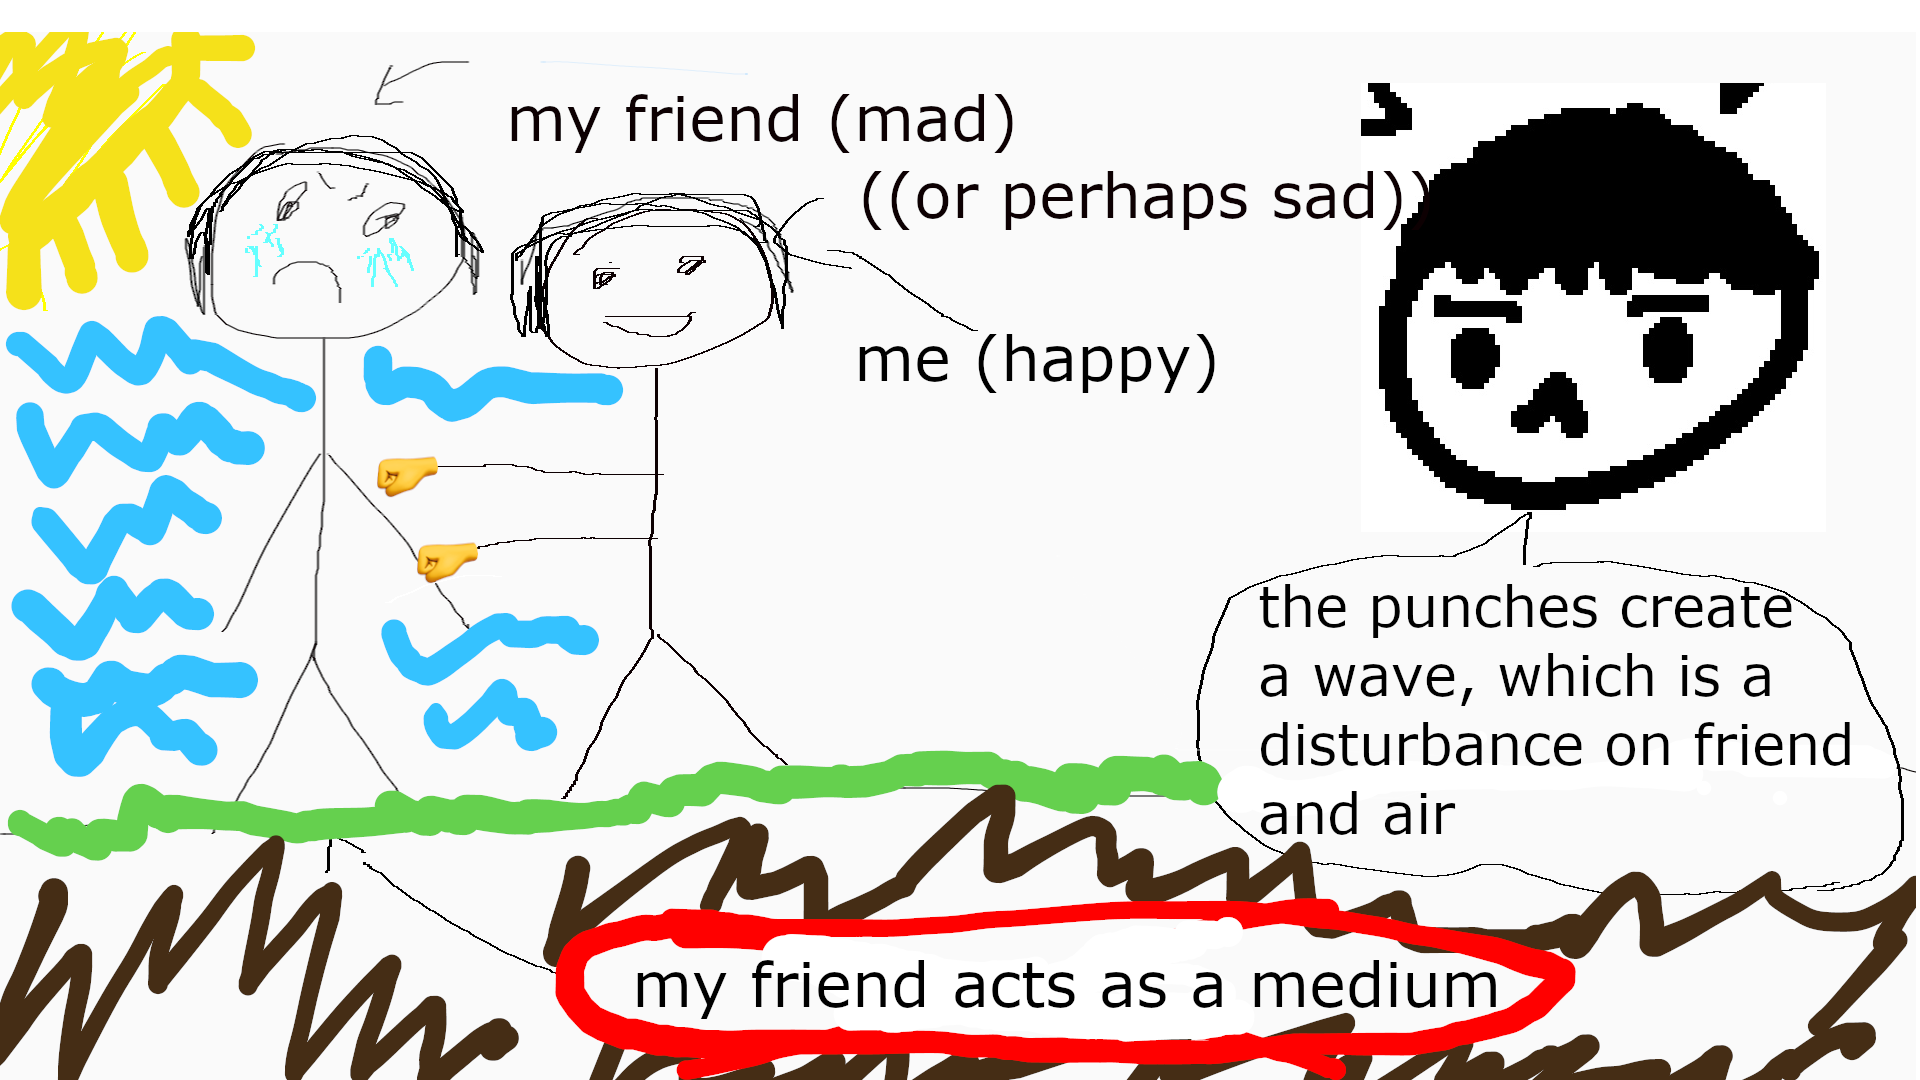 my friend (mad)
((or perhaps sad))
me (happy)
the punches create
a wave, which is a
disturbance on friend
and air
my friend acts as a medium